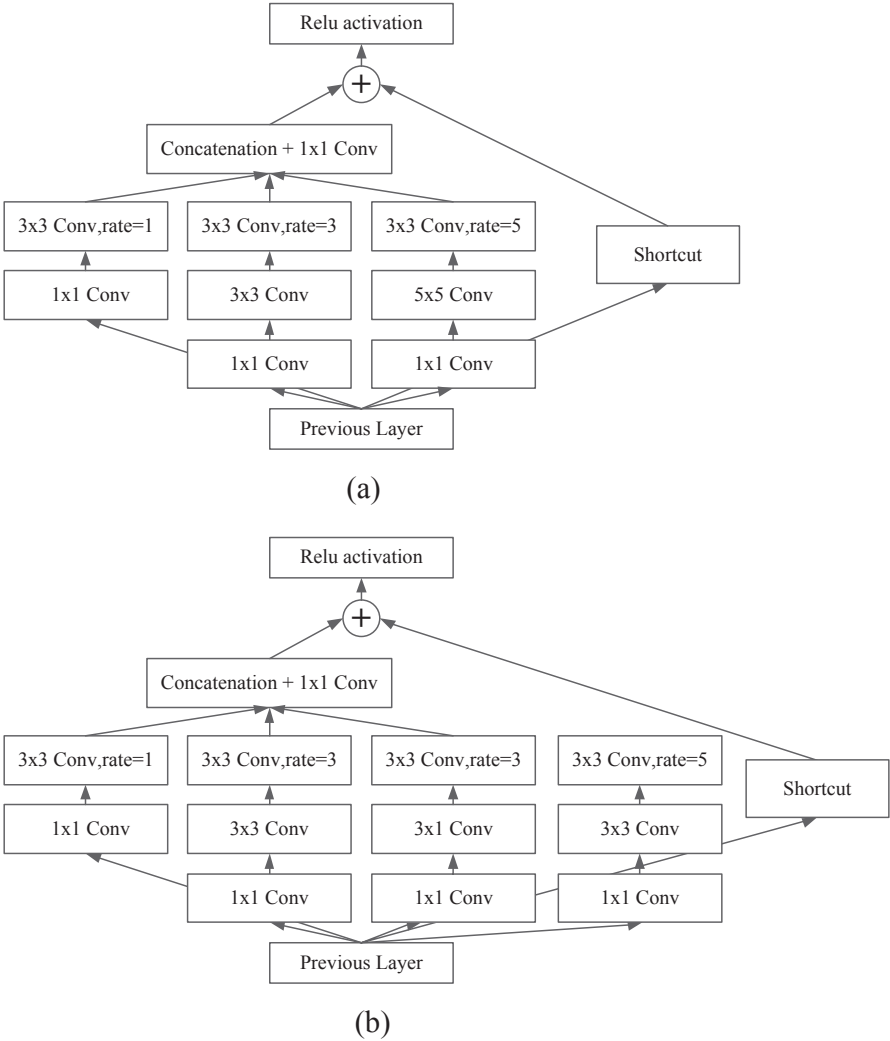 Relu activation
+
Concatenation + 1x1 Conv
3x3 Conv,rate=1
3x3 Conv,rate=3
3x3 Conv,rate=5
Shortcut
1x1 Conv
3x3 Conv
5x5 Conv
1x1 Conv
1x1 Conv
Previous Layer
(a)
Relu activation
+
Concatenation + 1x1 Conv
3x3 Conv,rate=1
3x3 Conv,rate=3
3x3 Conv,rate=3
3x3 Conv,rate=5
Shortcut
1x1 Conv
3x3 Conv
3x1 Conv
3x3 Conv
1x1 Conv
1x1 Conv
1x1 Conv
Previous Layer
(b)